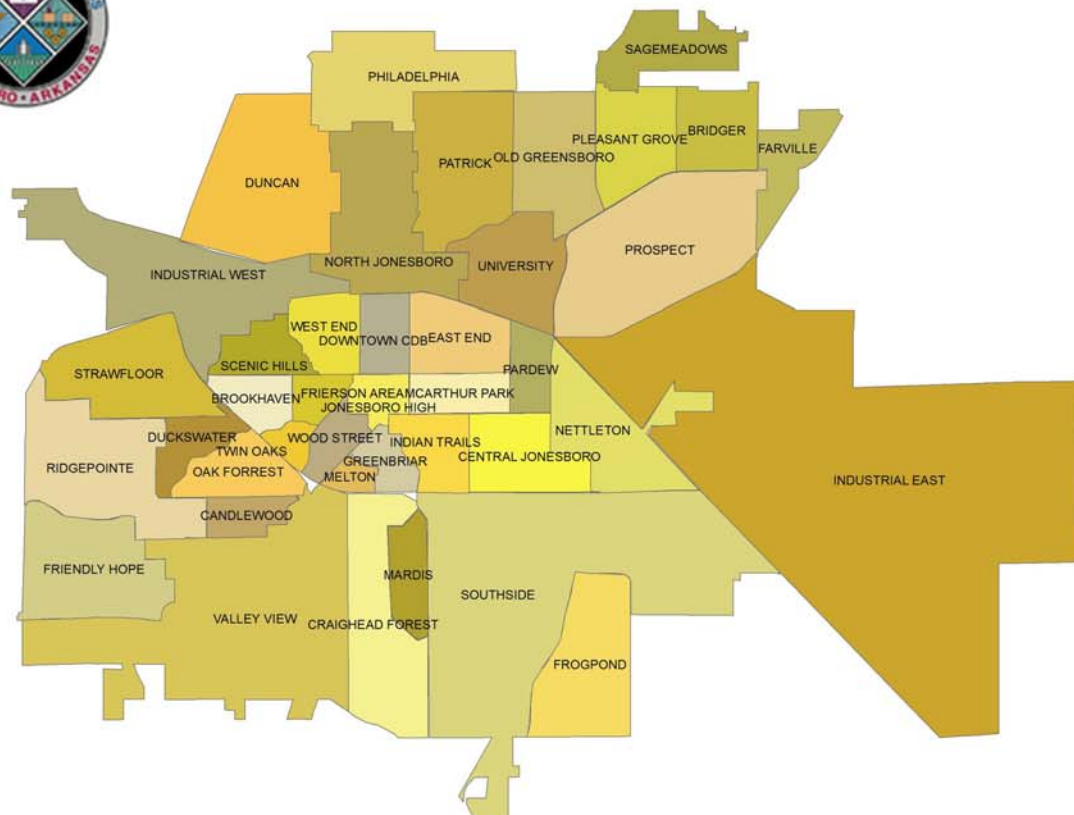 RO • ARKANSAS
SAGEMEADOWS
PHILADELPHIA
PLEASANT GROVE
BRIDGER
FARVILLE
PATRICK
OLD GREENSBORO
DUNCAN
PROSPECT
NORTH JONESBORO
UNIVERSITY
INDUSTRIAL WEST
WEST END
DOWNTOWN CDB
EAST END
SCENIC HILLS
PARDEW
STRAWFLOOR
BROOKHAVEN
FRIERSON AREA
MCARTHUR PARK
JONESBORO HIGH
NETTLETON
DUCKSWATER
WOOD STREET
INDIAN TRAILS
TWIN OAKS
CENTRAL JONESBORO
GREENBRIAR
RIDGEPOINTE
OAK FORREST
MELTON
INDUSTRIAL EAST
CANDLEWOOD
FRIENDLY HOPE
MARDIS
SOUTHSIDE
VALLEY VIEW
CRAIGHEAD FOREST
FROGPOND